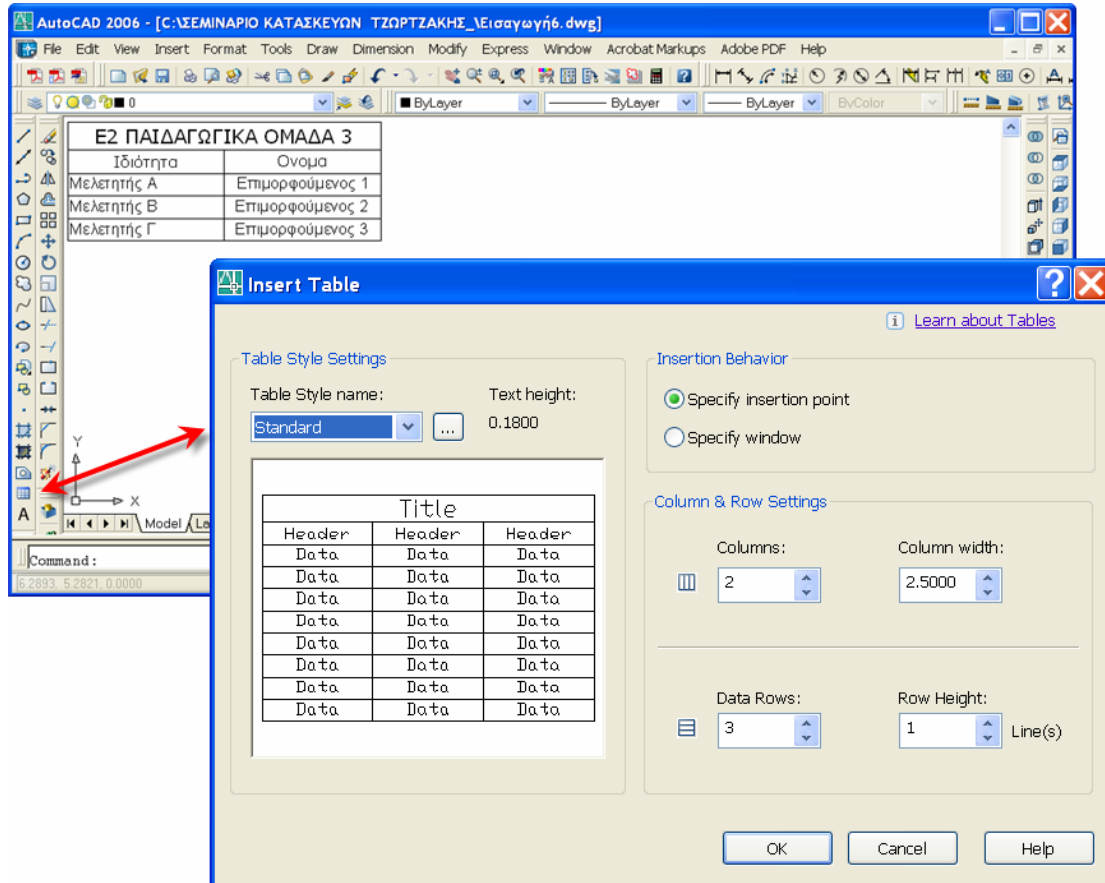 AutoCAD 2006 - [C:\ΣΕΜΙΝΑΡΙΟ ΚΑΤΑΣΚΕΥΩΝ ΤΖΩΡΤΖΑΚΗΣ_\Εισαγωγή6.dwg]
File Edit View Insert Format Tools Draw Dimension Modify Express Window Acrobat Markups Adobe PDF Help
0 ByLayer ByLayer ByLayer ByColor
Ε2 ΠΑΙΔΑΓΩΓΙΚΑ ΟΜΑΔΑ 3
Ιδιότητα Ονομα
Μελετητής Α Επιμορφούμενος 1
Μελετητής Β Επιμορφούμενος 2
Μελετητής Γ Επιμορφούμενος 3
Y
X
A
Model La
Command:
6.2893, 5.2821, 0.0000
Insert Table
Learn about Tables
Table Style Settings
Table Style name: Text height:
Standard ... 0.1800
Title
Header Header Header
Data Data Data
Data Data Data
Data Data Data
Data Data Data
Data Data Data
Data Data Data
Data Data Data
Data Data Data
Insertion Behavior
Specify insertion point
Specify window
Column & Row Settings
Columns: Column width:
2 2.5000
Data Rows: Row Height:
3 1 Line(s)
OK Cancel Help